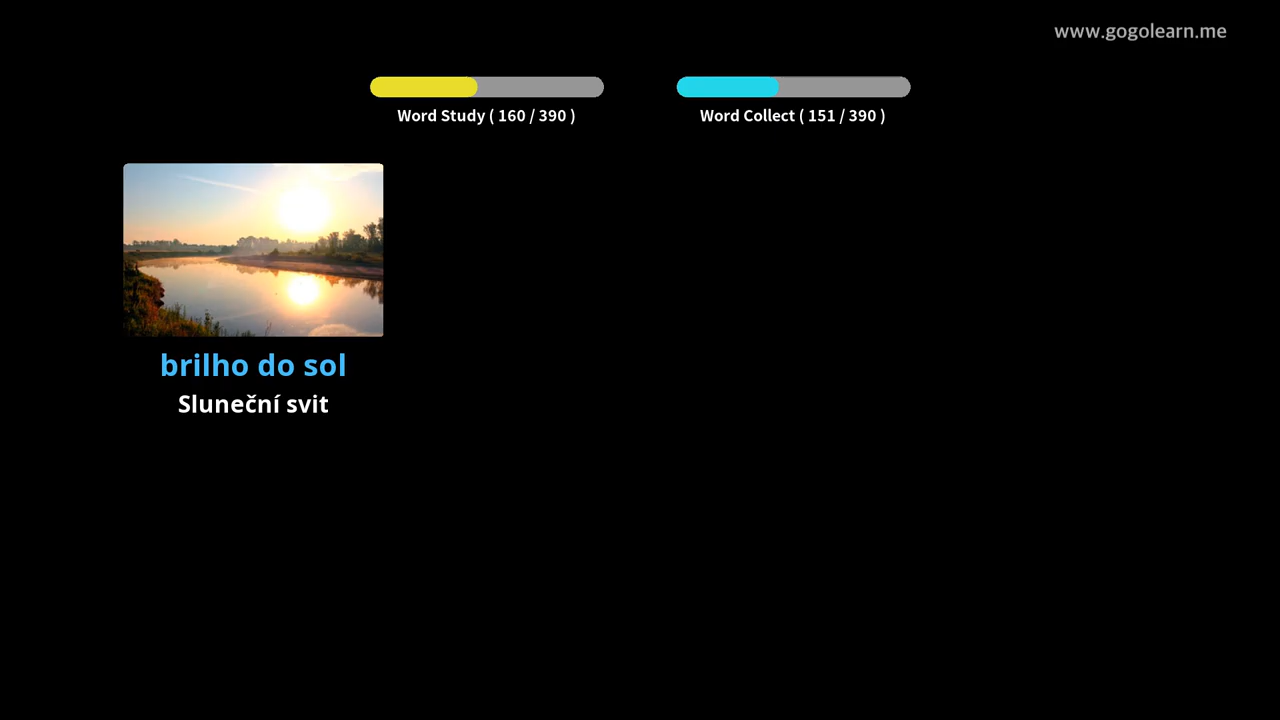 www.gogolearn.me
Word Study ( 160 / 390 )
Word Collect ( 151 / 390 )
brilho do sol
Sluneční svit